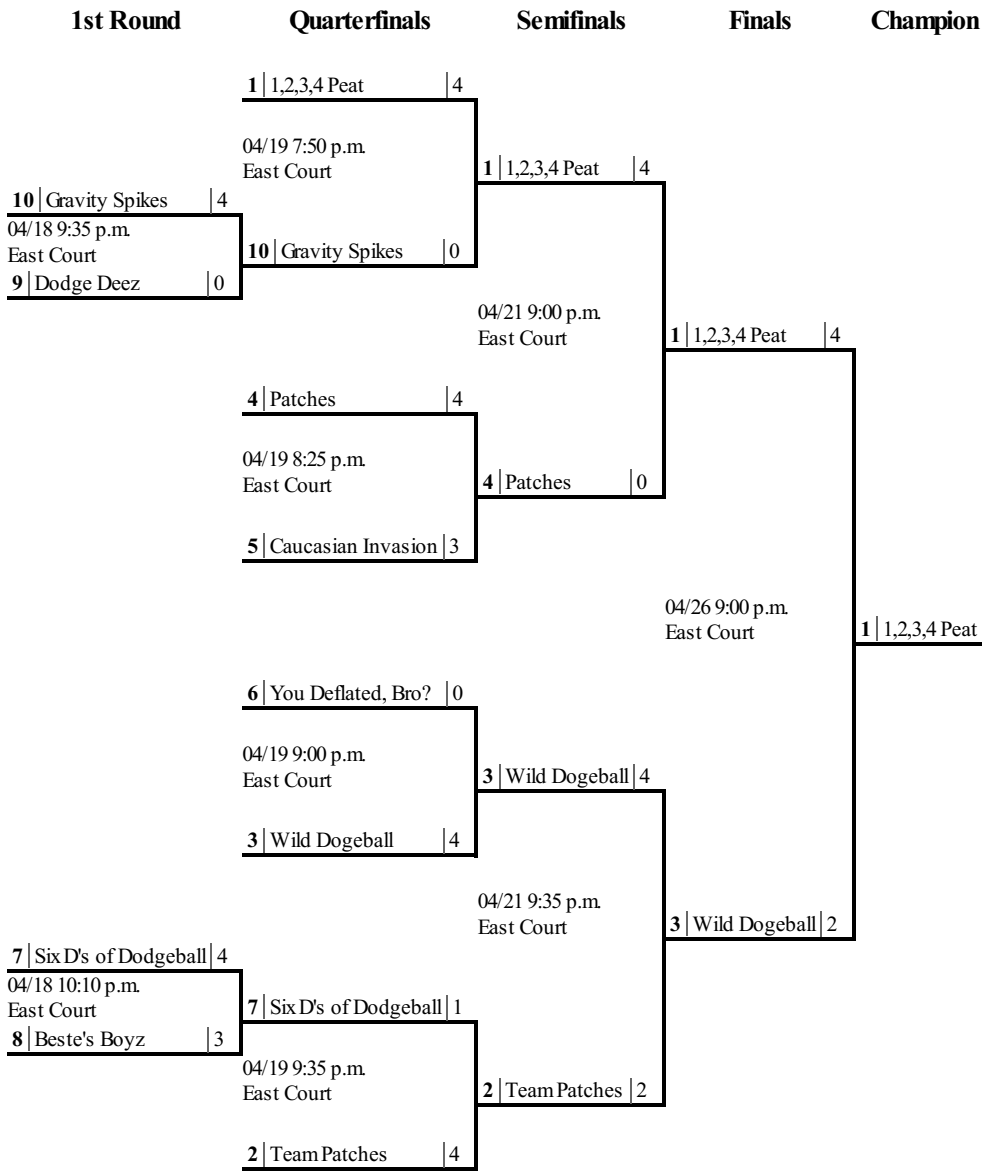 1st Round Quarterfinals Semifinals Finals Champion
1 1,2,3,4 Peat 4
04/19 7:50 p.m.
East Court
1 1,2,3,4 Peat 4
10 Gravity Spikes 4
04/18 9:35 p.m.
East Court
10 Gravity Spikes 0
9 Dodge Deez 0
04/21 9:00 p.m.
East Court
1 1,2,3,4 Peat 4
4 Patches 4
04/19 8:25 p.m.
East Court
4 Patches 0
5 Caucasian Invasion 3
04/26 9:00 p.m.
East Court
1 1,2,3,4 Peat
6 You Deflated, Bro? 0
04/19 9:00 p.m.
East Court
3 Wild Dogeball 4
3 Wild Dogeball 4
04/21 9:35 p.m.
East Court
3 Wild Dogeball 2
7 Six D's of Dodgeball 4
04/18 10:10 p.m.
East Court
7 Six D's of Dodgeball 1
8 Beste's Boyz 3
04/19 9:35 p.m.
East Court
2 Team Patches 2
2 Team Patches 4